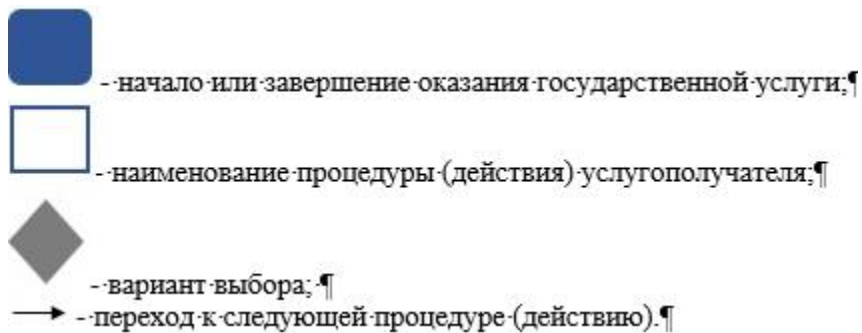 - начало или завершение оказания государственной услуги;¶
- наименование процедуры (действия) услугополучателя;¶
- вариант выбора; ¶
- переход к следующей процедуре (действию).¶